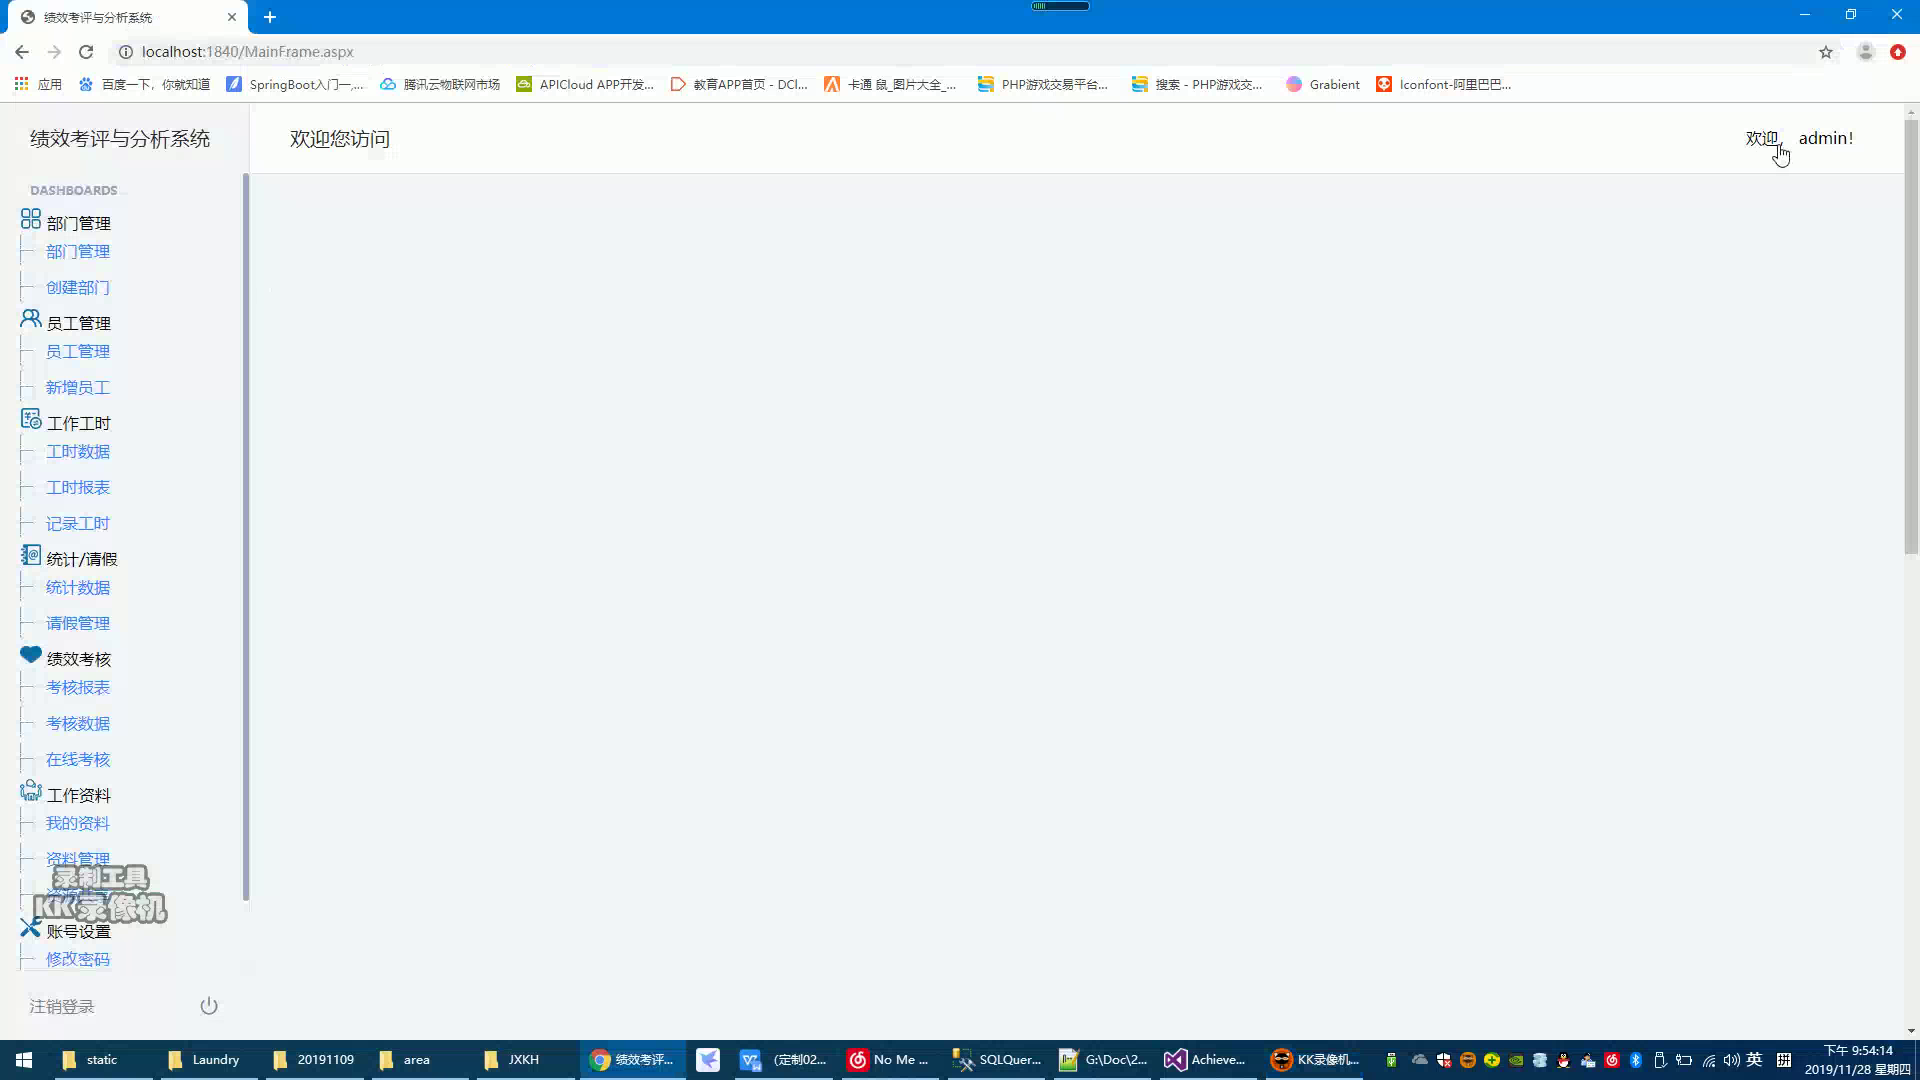 绩效考评与分析系统
localhost:1840/MainFrame.aspx
应用
百度一下，你就知道
SpringBoot入门一,...
腾讯云物联网市场
APICloud APP开发...
教育APP首页 - DCl...
卡通 鼠_图片大全_...
PHP游戏交易平台...
搜索 - PHP游戏交...
Grabient
Iconfont-阿里巴巴...
绩效考评与分析系统
欢迎您访问
欢迎， admin!
DASHBOARDS
部门管理
部门管理
创建部门
员工管理
员工管理
新增员工
工作工时
工时数据
工时报表
记录工时
统计/请假
统计数据
请假管理
绩效考核
考核报表
考核数据
在线考核
工作资料
我的资料
资料管理
录制工具
KK录像机
账号设置
修改密码
注销登录
static
Laundry
20191109
area
JXKH
绩效考评...
(定制02...
No Me ...
SQLQuer...
G:\Doc\2...
Achieve...
KK录像机...
英
拼
下午 9:54:14
2019/11/28 星期四